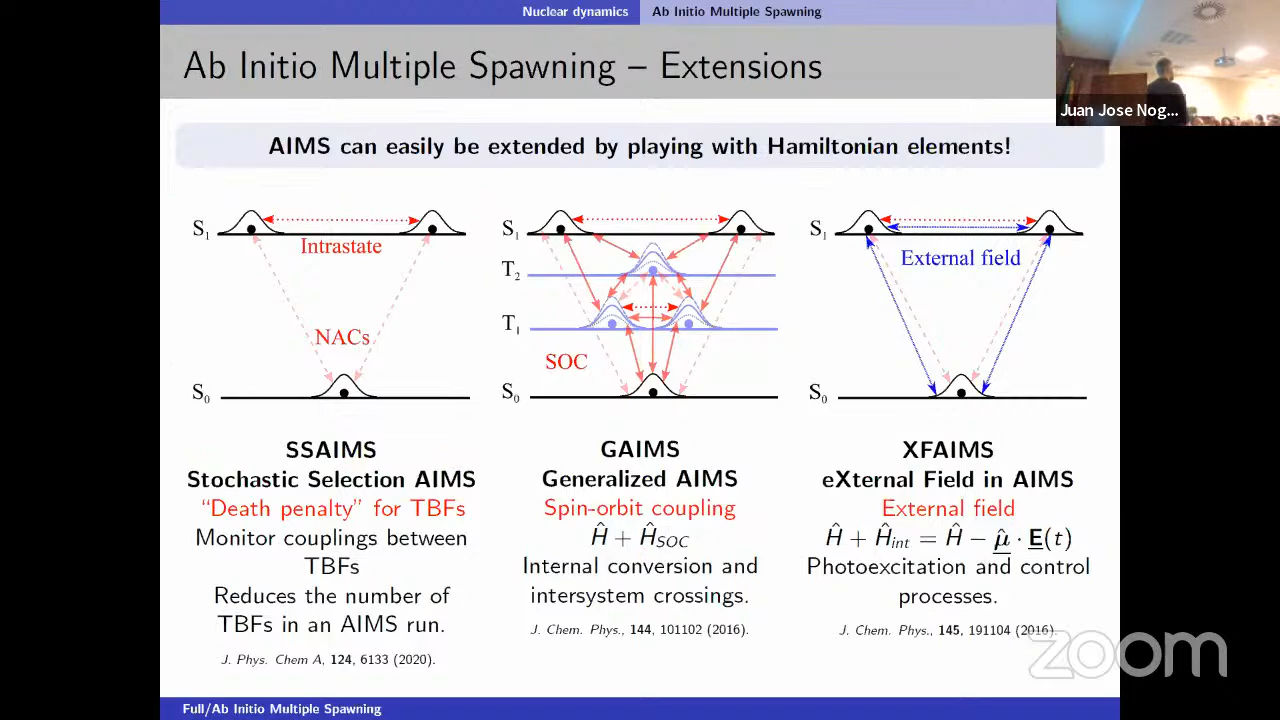 Nuclear dynamics Ab Initio Multiple Spawning
Ab Initio Multiple Spawning – Extensions
Juan Jose Nog...
AIMS can easily be extended by playing with Hamiltonian elements!
S₁
Intrastate
NACs
S₀
S₁
T₂
T₁
SOC
S₀
S₁
External field
S₀
SSAIMS
Stochastic Selection AIMS
“Death penalty” for TBFs
Monitor couplings between
TBFs
Reduces the number of
TBFs in an AIMS run.
J. Phys. Chem A, 124, 6133 (2020).
GAIMS
Generalized AIMS
Spin-orbit coupling
Ĥ + Ĥ_SOC
Internal conversion and
intersystem crossings.
J. Chem. Phys., 144, 101102 (2016).
XFAIMS
eXternal Field in AIMS
External field
Ĥ + Ĥ_int = Ĥ − μ̂ · E(t)
Photoexcitation and control
processes.
J. Chem. Phys., 145, 191104 (2016).
zoom
Full/Ab Initio Multiple Spawning